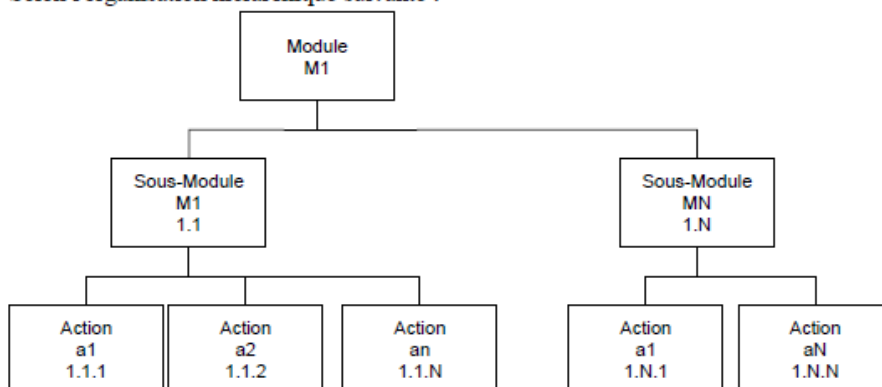 Selon l'organisation hiérarchique suivante :
Module
M1
Sous-Module
M1
1.1
Sous-Module
MN
1.N
Action
a1
1.1.1
Action
a2
1.1.2
Action
an
1.1.N
Action
a1
1.N.1
Action
aN
1.N.N